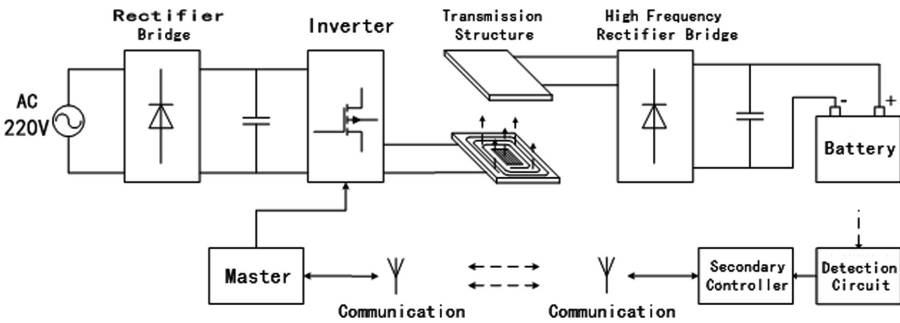 Rectifier
Bridge
Inverter
Transmission
Structure
High Frequency
Rectifier Bridge
AC
220V
- +
Battery
Master
Communication
Communication
Secondary
Controller
Detection
Circuit